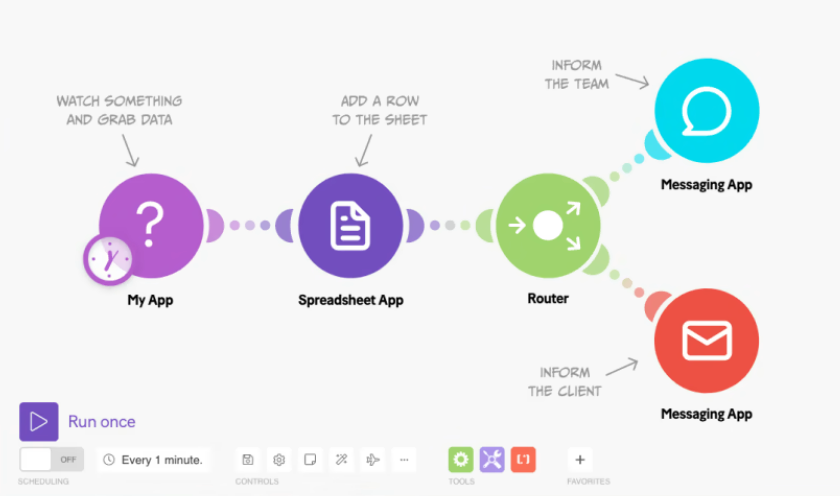 INFORM
THE TEAM
WATCH SOMETHING
AND GRAB DATA
ADD A ROW
TO THE SHEET
Messaging App
?
My App
Spreadsheet App
Router
INFORM
THE CLIENT
Messaging App
Run once
OFF
Every 1 minute.
SCHEDULING
CONTROLS
TOOLS
FAVORITES